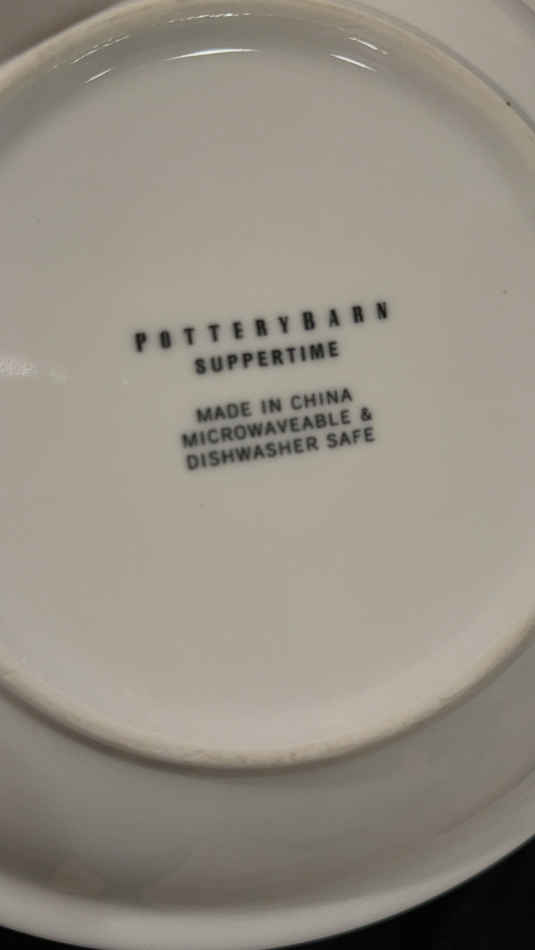 POTTERYBARN
SUPPERTIME
MADE IN CHINA
MICROWAVEABLE &
DISHWASHER SAFE